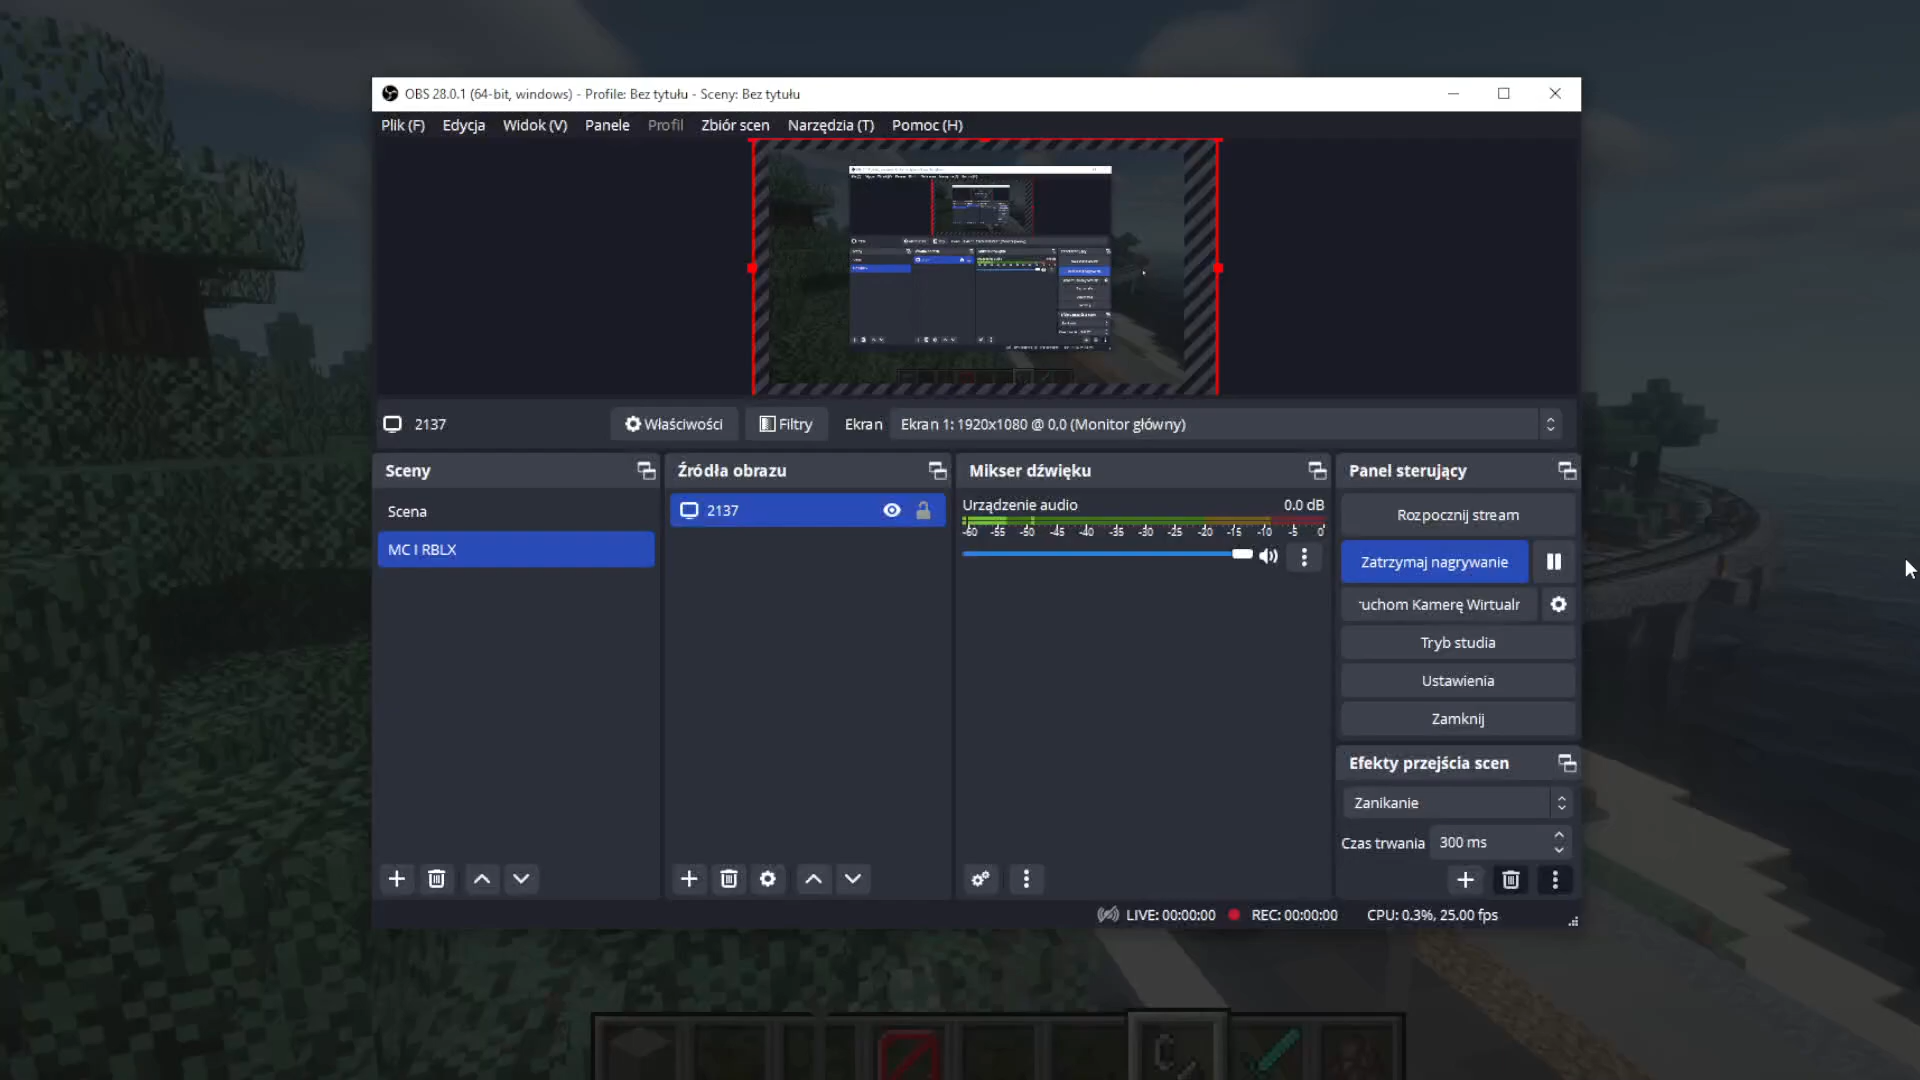 OBS 28.0.1 (64-bit, windows) - Profile: Bez tytułu - Sceny: Bez tytułu
Plik (F) Edycja Widok (V) Panele Profil Zbiór scen Narzędzia (T) Pomoc (H)
2137 Właściwości Filtry Ekran Ekran 1: 1920x1080 @ 0,0 (Monitor główny)
Sceny
Scena
MC I RBLX
Źródła obrazu
2137
Mikser dźwięku
Urządzenie audio 0.0 dB
-60 -55 -50 -45 -40 -35 -30 -25 -20 -15 -10 -5 0
Panel sterujący
Rozpocznij stream
Zatrzymaj nagrywanie
uchom Kamerę Wirtualr
Tryb studia
Ustawienia
Zamknij
Efekty przejścia scen
Zanikanie
Czas trwania 300 ms
LIVE: 00:00:00 REC: 00:00:00 CPU: 0.3%, 25.00 fps